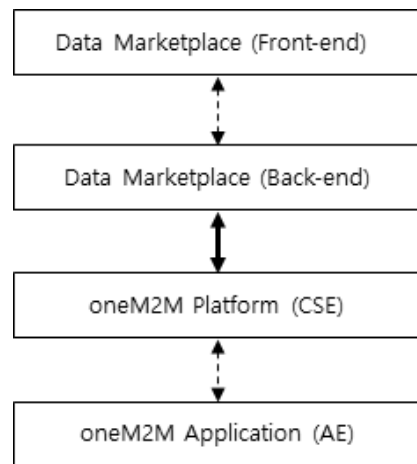 Data Marketplace (Front-end)
Data Marketplace (Back-end)
oneM2M Platform (CSE)
oneM2M Application (AE)